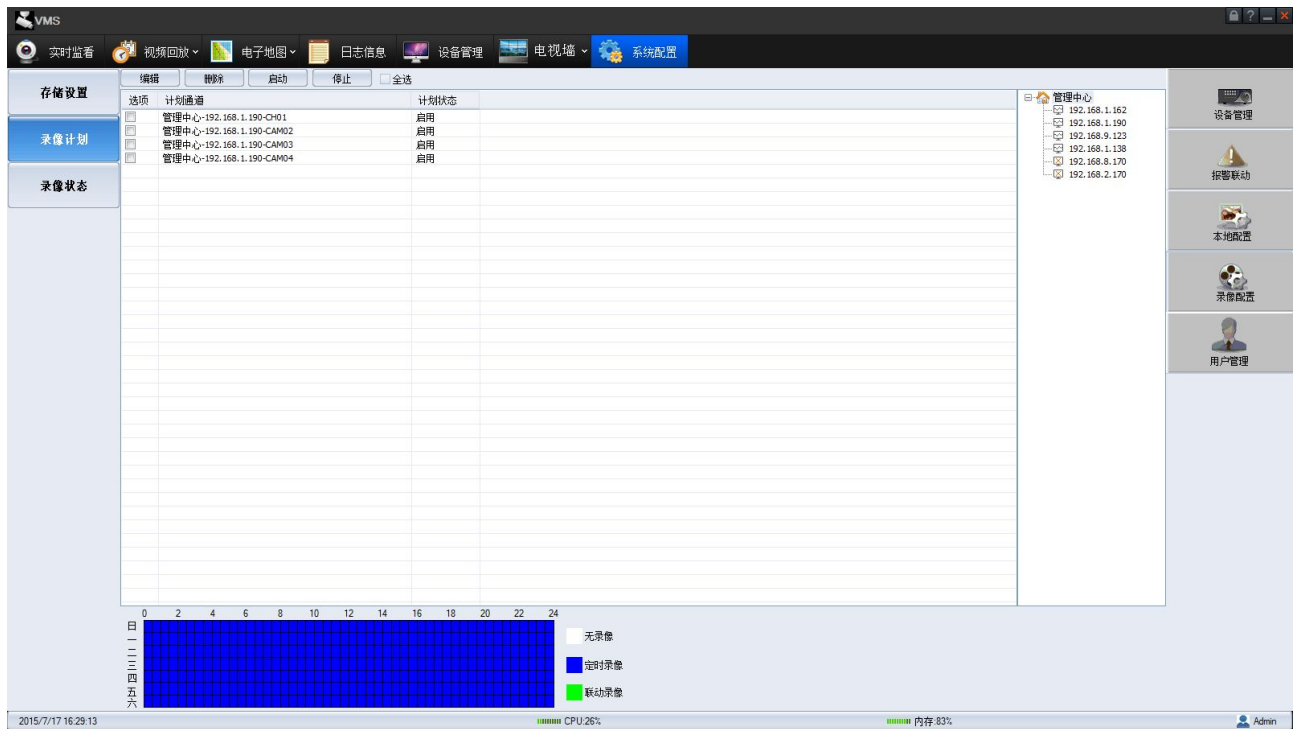 VMS
实时监看 视频回放 电子地图 日志信息 设备管理 电视墙 系统配置
存储设置
录像计划
录像状态
编辑 删除 启动 停止 全选
选项 计划通道 计划状态
管理中心-192.168.1.190-CH01 启用
管理中心-192.168.1.190-CAM02 启用
管理中心-192.168.1.190-CAM03 启用
管理中心-192.168.1.190-CAM04 启用
管理中心
192.168.1.162
192.168.1.190
192.168.9.123
192.168.1.138
192.168.8.170
192.168.2.170
设备管理
报警联动
本地配置
录像配置
用户管理
0 2 4 6 8 10 12 14 16 18 20 22 24
日
一
二
三
四
五
六
无录像
定时录像
联动录像
2015/7/17 16:29:13 CPU:26% 内存:83% Admin